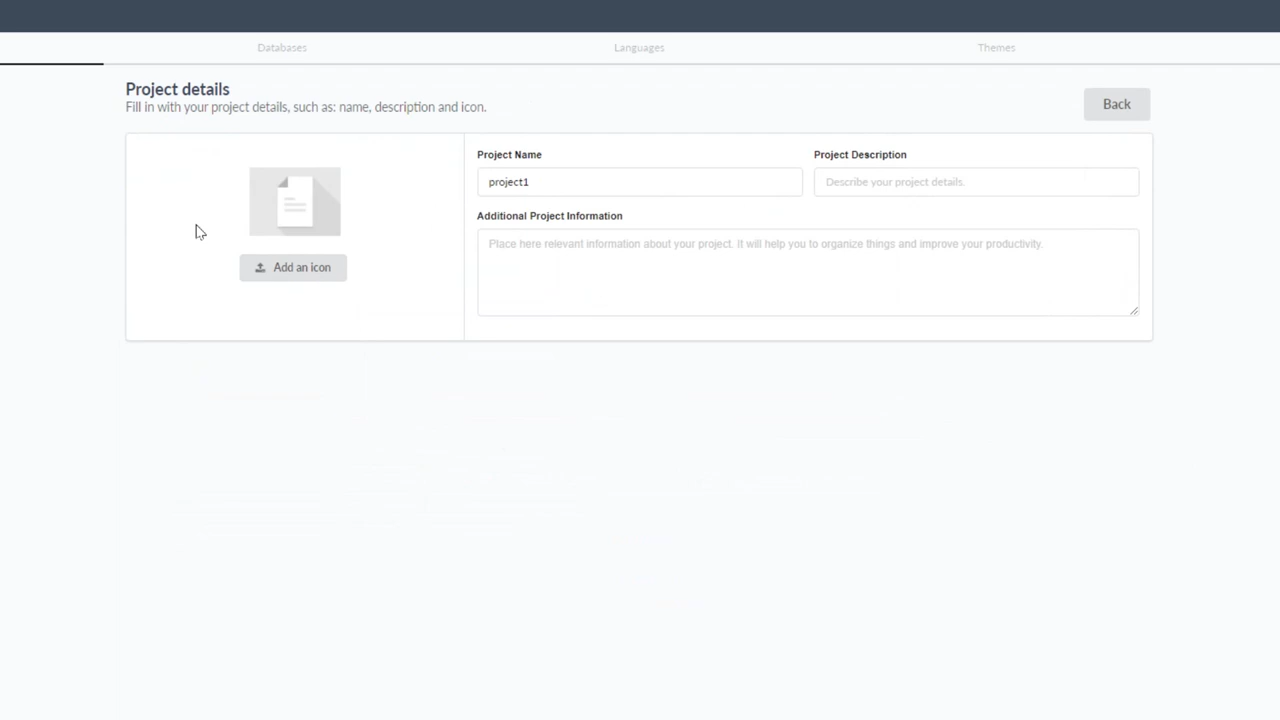 Databases
Languages
Themes
Project details
Fill in with your project details, such as: name, description and icon.
Back
Project Name
Project Description
project1
Describe your project details.
Additional Project Information
Place here relevant information about your project. It will help you to organize things and improve your productivity.
Add an icon